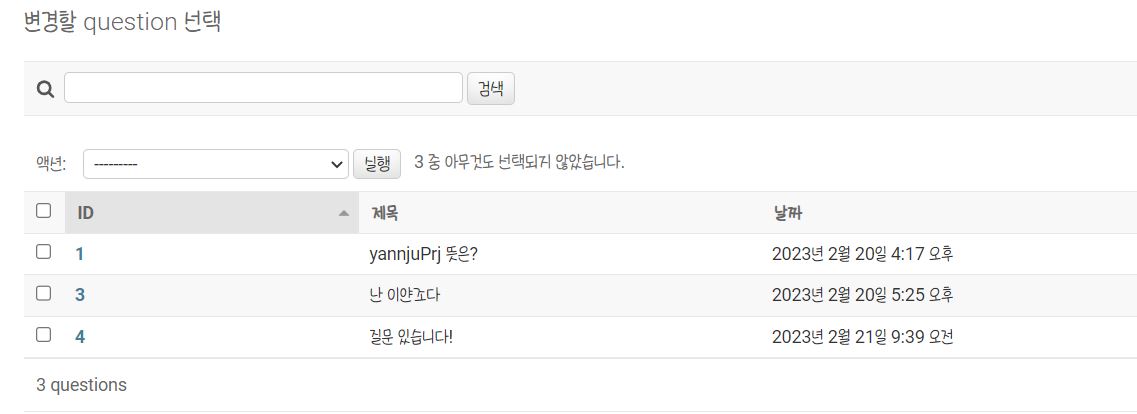 변경할 question 선택
검색
액션: --------- 실행 3 중 아무것도 선택되지 않았습니다.
ID 제목 날짜
1 yannjuPrj 뜻은? 2023년 2월 20일 4:17 오후
3 난 이얀죠다 2023년 2월 20일 5:25 오후
4 질문 있습니다! 2023년 2월 21일 9:39 오전
3 questions